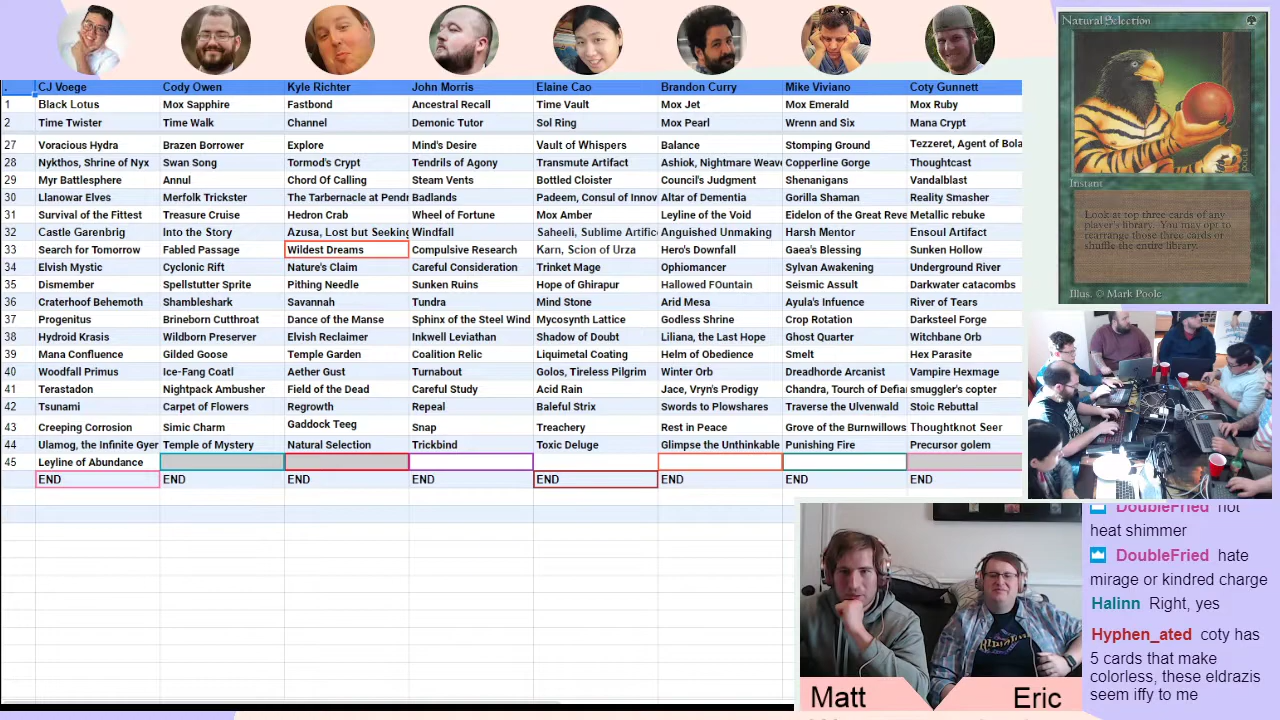 . CJ Voege Cody Owen Kyle Richter John Morris Elaine Cao Brandon Curry Mike Viviano Coty Gunnett
1 Black Lotus Mox Sapphire Fastbond Ancestral Recall Time Vault Mox Jet Mox Emerald Mox Ruby
2 Time Twister Time Walk Channel Demonic Tutor Sol Ring Mox Pearl Wrenn and Six Mana Crypt
27 Voracious Hydra Brazen Borrower Explore Mind's Desire Vault of Whispers Balance Stomping Ground Tezzeret, Agent of Bola
28 Nykthos, Shrine of Nyx Swan Song Tormod's Crypt Tendrils of Agony Transmute Artifact Ashiok, Nightmare Weave Copperline Gorge Thoughtcast
29 Myr Battlesphere Annul Chord Of Calling Steam Vents Bottled Cloister Council's Judgment Shenanigans Vandalblast
30 Llanowar Elves Merfolk Trickster The Tarbernacle at Pendr Badlands Padeem, Consul of Innov Altar of Dementia Gorilla Shaman Reality Smasher
31 Survival of the Fittest Treasure Cruise Hedron Crab Wheel of Fortune Mox Amber Leyline of the Void Eidelon of the Great Reve Metallic rebuke
32 Castle Garenbrig Into the Story Azusa, Lost but Seeking Windfall Saheeli, Sublime Artific Anguished Unmaking Harsh Mentor Ensoul Artifact
33 Search for Tomorrow Fabled Passage Wildest Dreams Compulsive Research Karn, Scion of Urza Hero's Downfall Gaea's Blessing Sunken Hollow
34 Elvish Mystic Cyclonic Rift Nature's Claim Careful Consideration Trinket Mage Ophiomancer Sylvan Awakening Underground River
35 Dismember Spellstutter Sprite Pithing Needle Sunken Ruins Hope of Ghirapur Hallowed FOuntain Seismic Assult Darkwater catacombs
36 Craterhoof Behemoth Shambleshark Savannah Tundra Mind Stone Arid Mesa Ayula's Infuence River of Tears
37 Progenitus Brineborn Cutthroat Dance of the Manse Sphinx of the Steel Wind Mycosynth Lattice Godless Shrine Crop Rotation Darksteel Forge
38 Hydroid Krasis Wildborn Preserver Elvish Reclaimer Inkwell Leviathan Shadow of Doubt Liliana, the Last Hope Ghost Quarter Witchbane Orb
39 Mana Confluence Gilded Goose Temple Garden Coalition Relic Liquimetal Coating Helm of Obedience Smelt Hex Parasite
40 Woodfall Primus Ice-Fang Coatl Aether Gust Turnabout Golos, Tireless Pilgrim Winter Orb Dreadhorde Arcanist Vampire Hexmage
41 Terastadon Nightpack Ambusher Field of the Dead Careful Study Acid Rain Jace, Vryn's Prodigy Chandra, Tourch of Defian smuggler's copter
42 Tsunami Carpet of Flowers Regrowth Repeal Baleful Strix Swords to Plowshares Traverse the Ulvenwald Stoic Rebuttal
43 Creeping Corrosion Simic Charm Gaddock Teeg Snap Treachery Rest in Peace Grove of the Burnwillows Thoughtknot Seer
44 Ulamog, the Infinite Gyer Temple of Mystery Natural Selection Trickbind Toxic Deluge Glimpse the Unthinkable Punishing Fire Precursor golem
45 Leyline of Abundance
END END END END END END END END
Natural Selection
Instant
Look at top three cards of any
player's library. You may opt to
rearrange those three cards or
shuffle the entire library.
Illus. © Mark Poole
DoubleFried not
heat shimmer
DoubleFried hate
mirage or kindred charge
Halinn Right, yes
Hyphen_ated coty has
5 cards that make
colorless, these eldrazis
seem iffy to me
Matt Eric